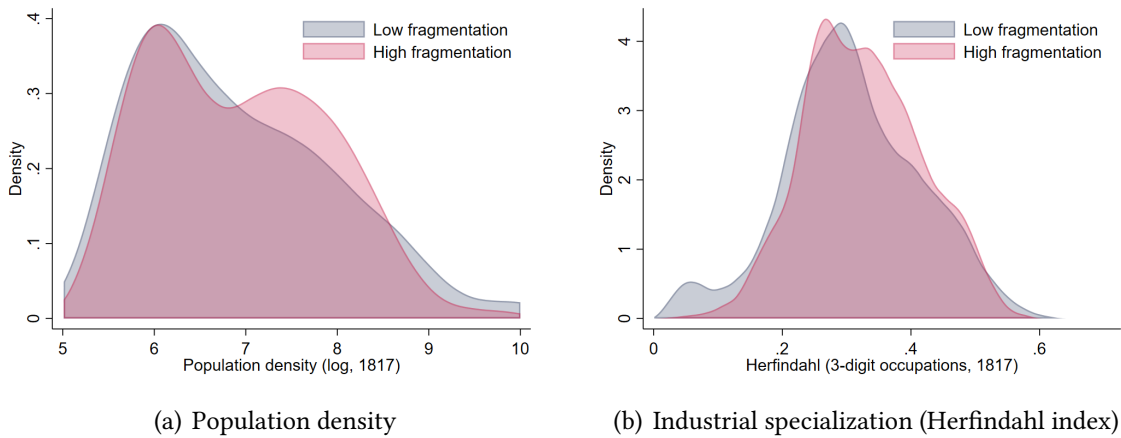 .4
.3
.2
.1
0
Density
5 6 7 8 9 10
Population density (log, 1817)
Low fragmentation
High fragmentation
(a) Population density
4
3
2
1
0
Density
0 .2 .4 .6
Herfindahl (3-digit occupations, 1817)
Low fragmentation
High fragmentation
(b) Industrial specialization (Herfindahl index)